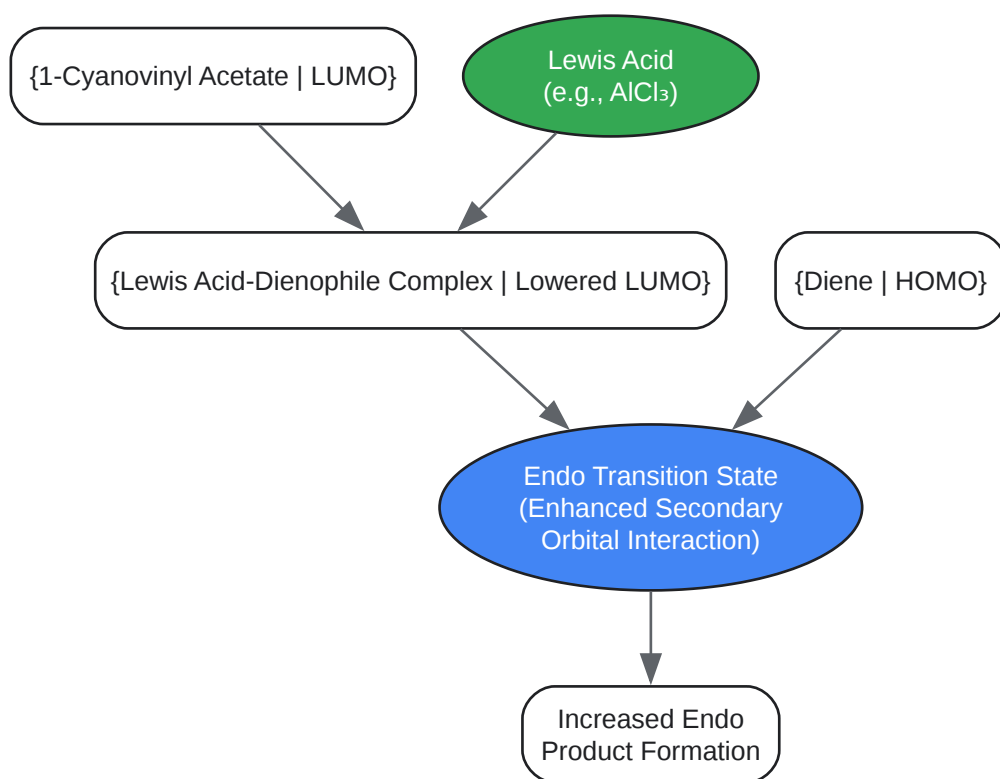 {1-Cyanovinyl Acetate | LUMO}
Lewis Acid
(e.g., AlCl₃)
{Lewis Acid-Dienophile Complex | Lowered LUMO}
{Diene | HOMO}
Endo Transition State
(Enhanced Secondary
Orbital Interaction)
Increased Endo
Product Formation